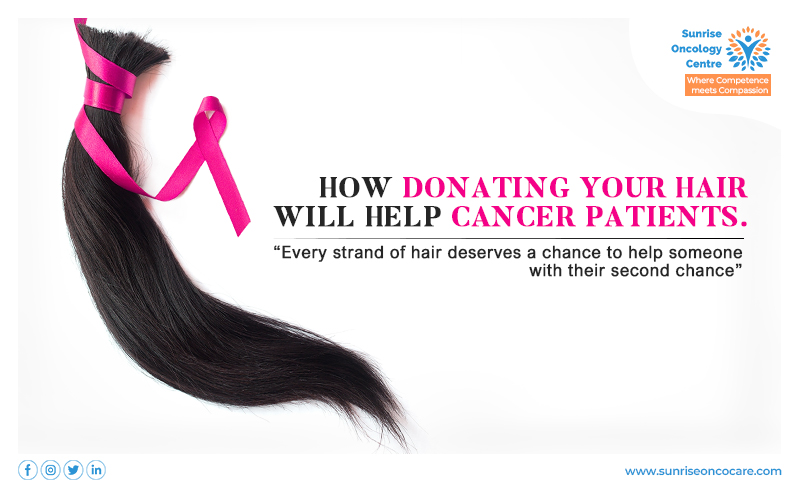 Sunrise
Oncology
Centre
Where Competence
meets Compassion
HOW DONATING YOUR HAIR
WILL HELP CANCER PATIENTS.
“Every strand of hair deserves a chance to help someone
with their second chance”
www.sunriseoncocare.com